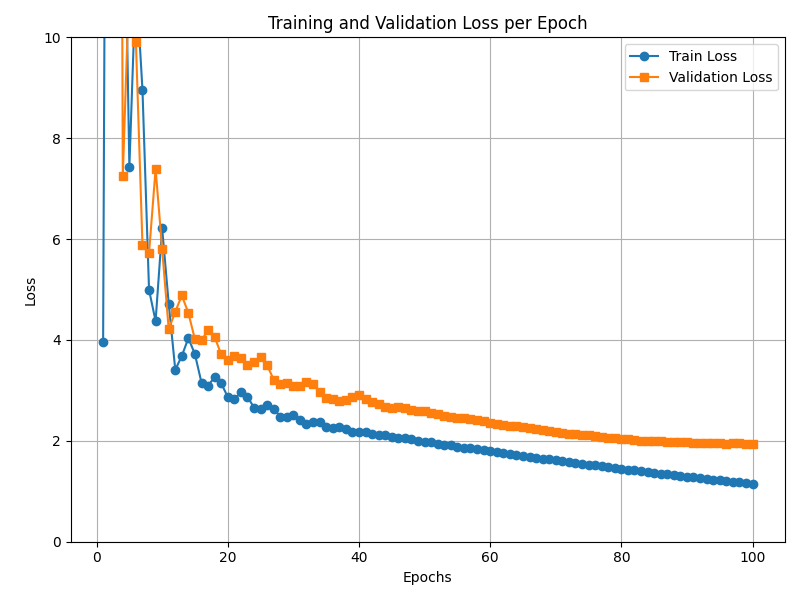 Training and Validation Loss per Epoch
Train Loss
Validation Loss
10
8
6
4
2
0
Loss
0 20 40 60 80 100
Epochs